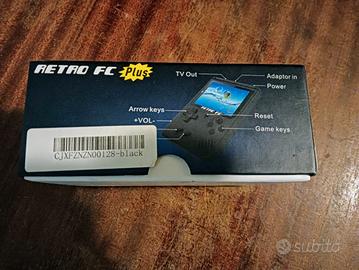 RETRO FC Plus
TV Out
Adaptor in
Power
Arrow keys
+VOL-
Reset
Game keys
CJXFZNZN00128-black
subito